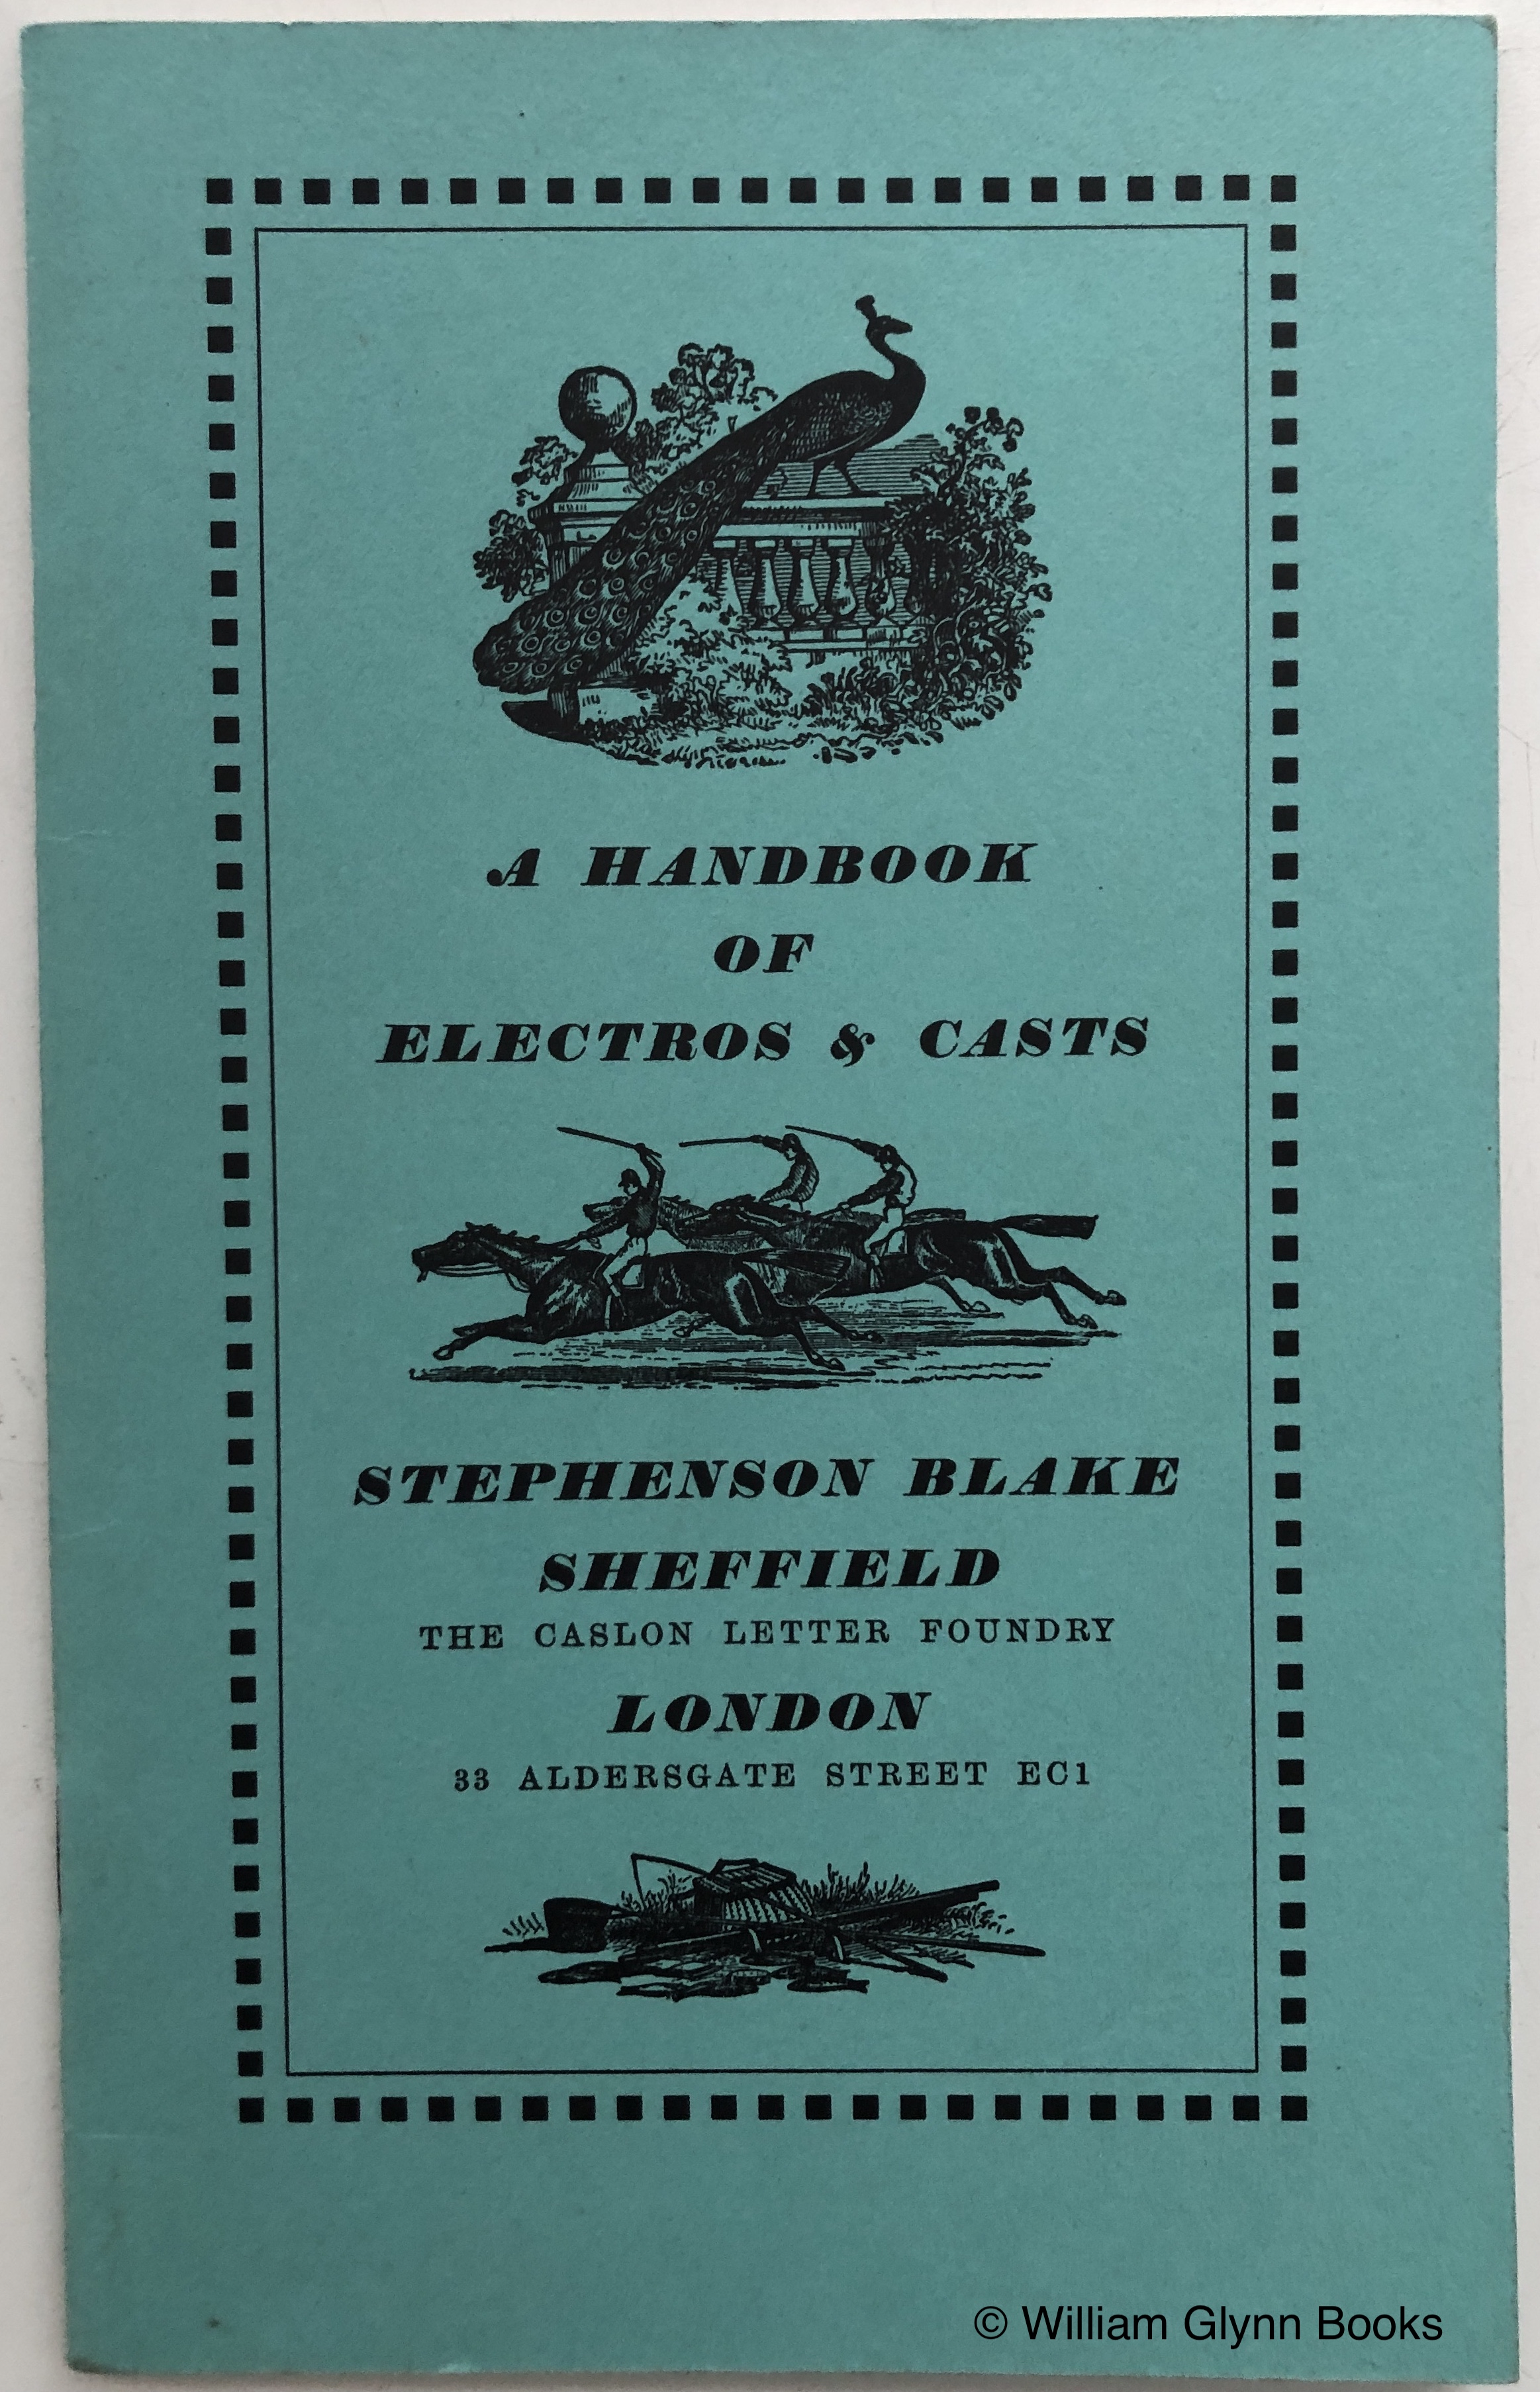 A HANDBOOK
OF
ELECTROS & CASTS
STEPHENSON BLAKE
SHEFFIELD
THE CASLON LETTER FOUNDRY
LONDON
33 ALDERSGATE STREET EC1
© William Glynn Books